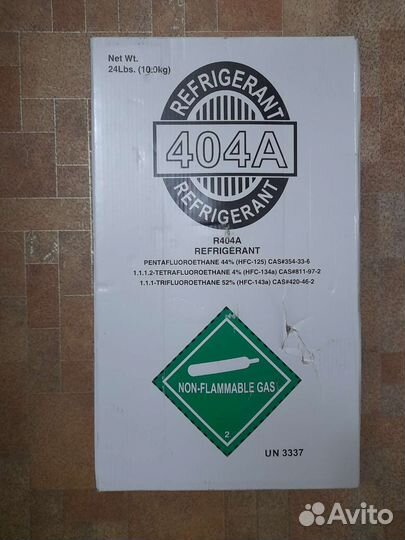 Net Wt.
24Lbs. (10.9kg)
REFRIGERANT
404A
REFRIGERANT
R404A
REFRIGERANT
PENTAFLUOROETHANE 44% (HFC-125) CAS#354-33-6
1.1.1.2-TETRAFLUOROETHANE 4% (HFC-134a) CAS#811-97-2
1.1.1-TRIFLUOROETHANE 52% (HFC-143a) CAS#420-46-2
NON-FLAMMABLE GAS
2
UN 3337
Avito